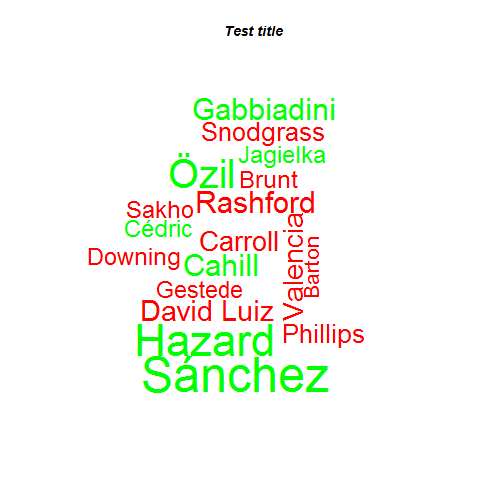 Test title
Gabbiadini
Snodgrass
Jagielka
Özil
Brunt
Rashford
Sakho
Cédric
Carroll
Valencia
Barton
Downing
Cahill
Gestede
David Luiz
Hazard
Phillips
Sánchez